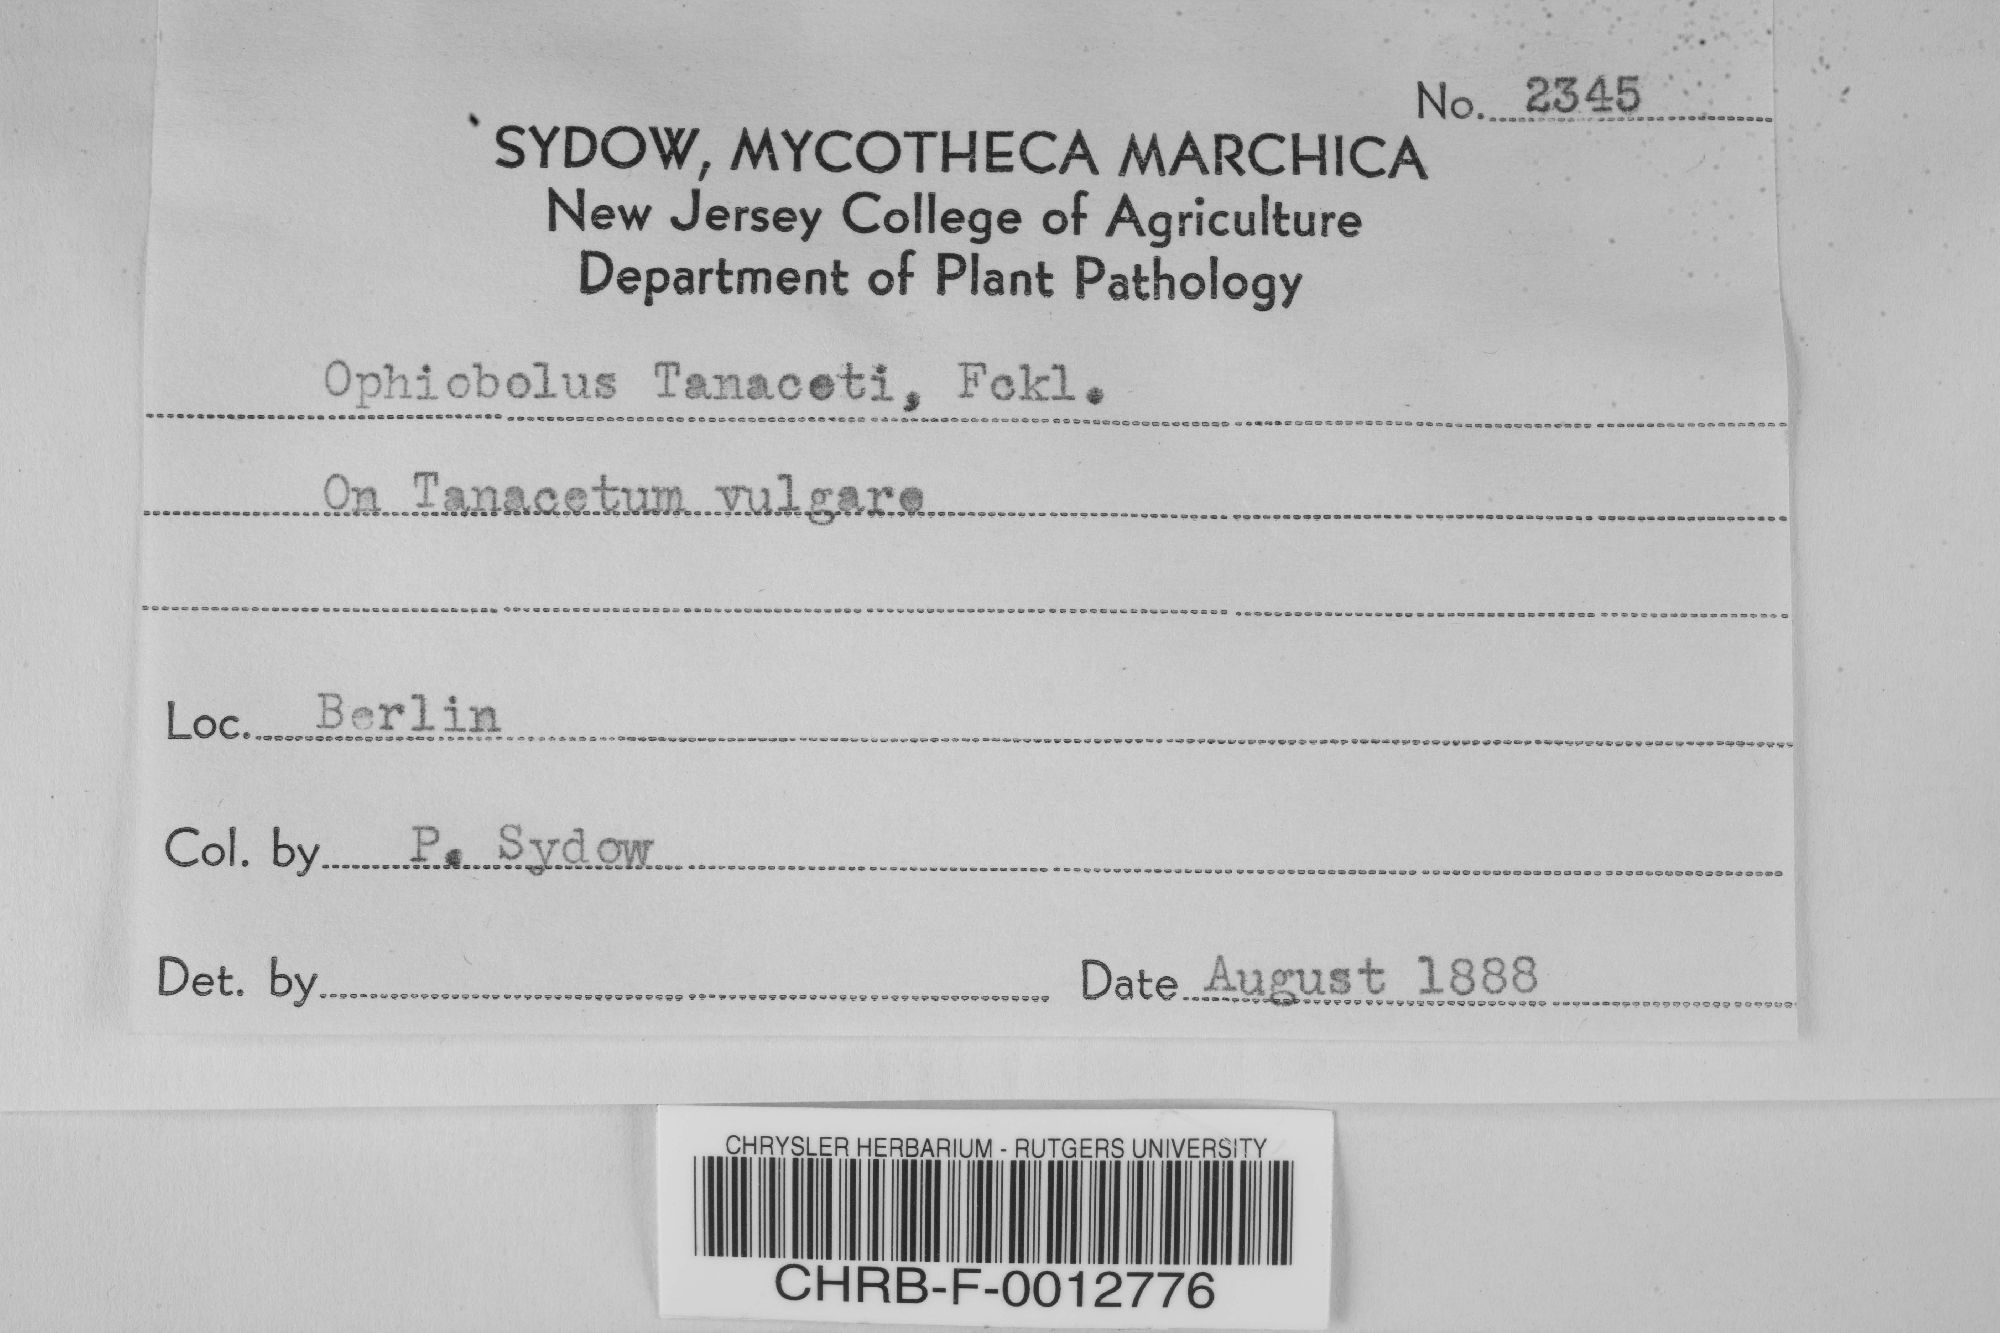 No. 2345
SYDOW, MYCOTHECA MARCHICA
New Jersey College of Agriculture
Department of Plant Pathology
Ophiobolus Tanaceti, Fckl.
On Tanacetum vulgare
Loc. Berlin
Col. by P. Sydow
Det. by Date August 1888
CHRYSLER HERBARIUM - RUTGERS UNIVERSITY
CHRB-F-0012776